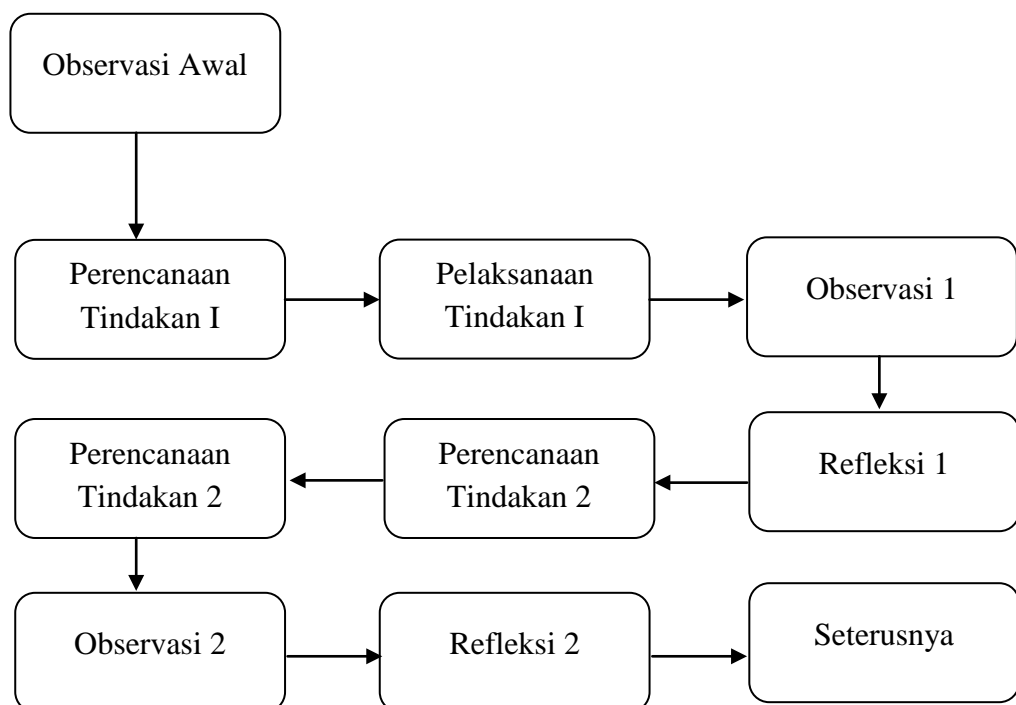 Observasi Awal
Perencanaan
Tindakan I
Pelaksanaan
Tindakan I
Observasi 1
Refleksi 1
Perencanaan
Tindakan 2
Perencanaan
Tindakan 2
Observasi 2
Refleksi 2
Seterusnya